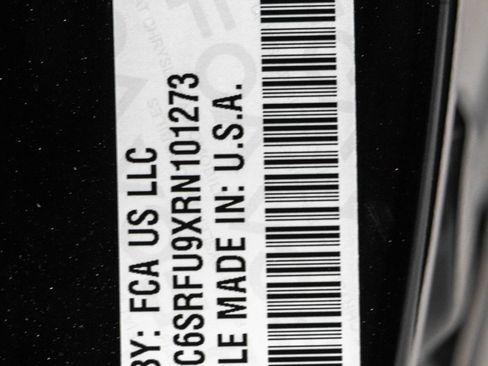 BY: FCA US LLC
C6SRFU9XRN101273
LE MADE IN: U.S.A.